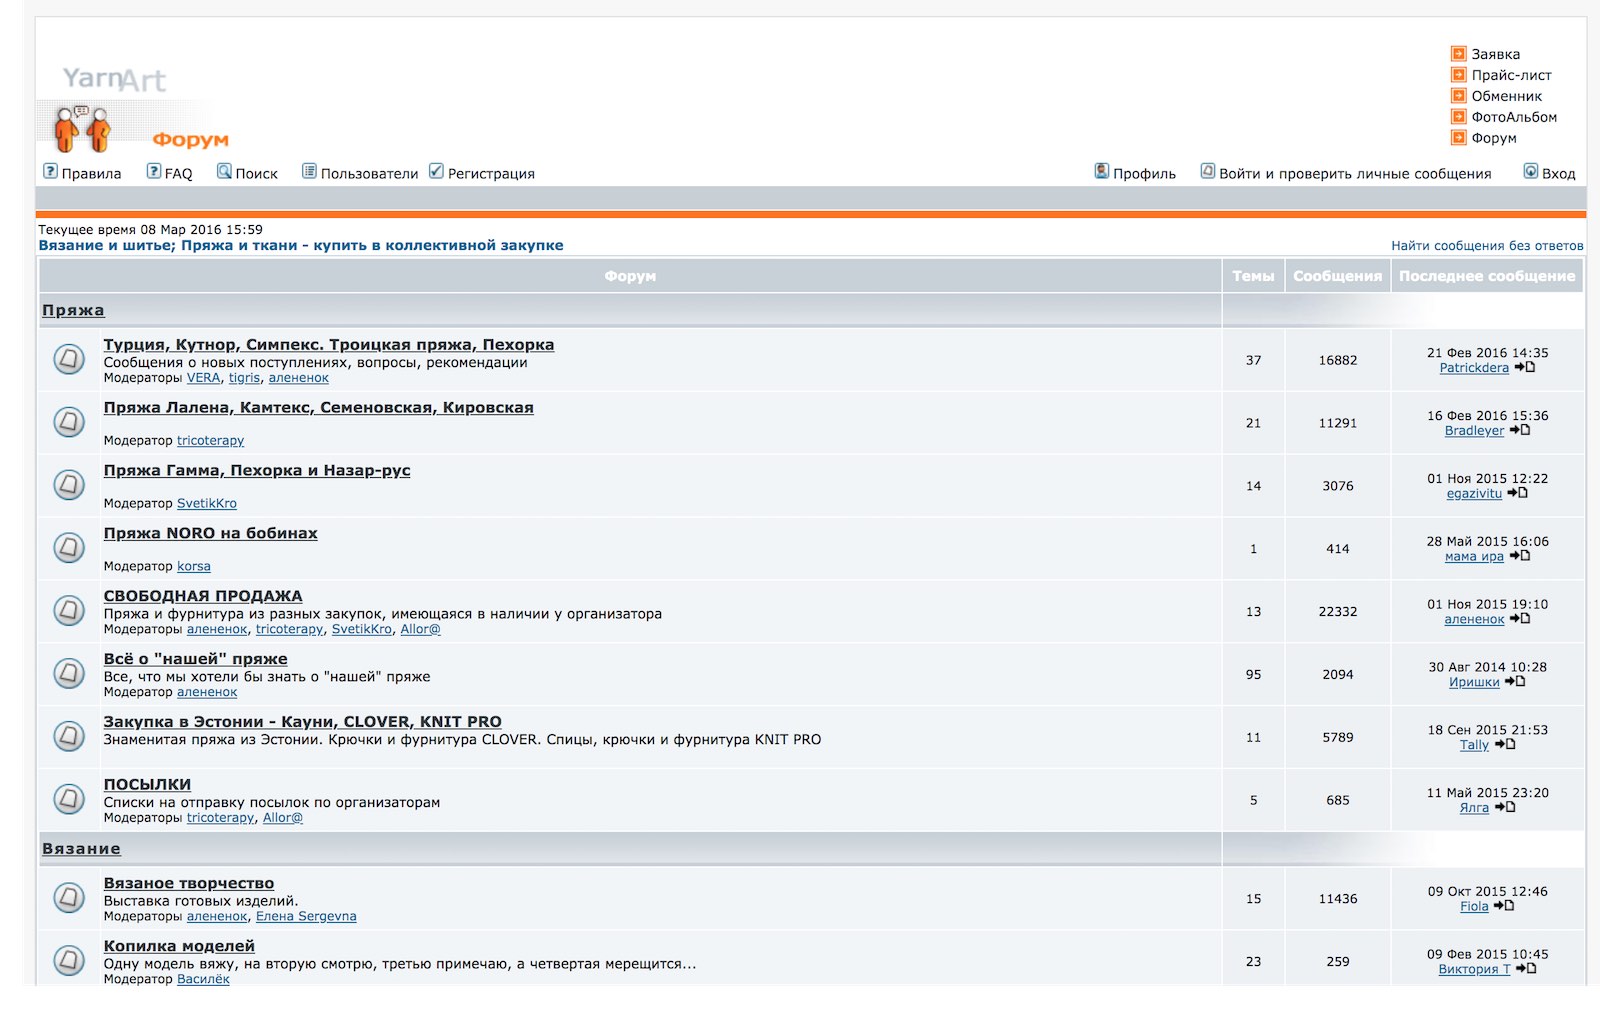 YarnArt
Форум
Заявка
Прайс-лист
Обменник
ФотоАльбом
Форум
Правила FAQ Поиск Пользователи Регистрация Профиль Войти и проверить личные сообщения Вход
Текущее время 08 Мар 2016 15:59
Вязание и шитье; Пряжа и ткани - купить в коллективной закупке Найти сообщения без ответов
Форум Темы Сообщения Последнее сообщение
Пряжа
Турция, Кутнор, Симпекс. Троицкая пряжа, Пехорка
Сообщения о новых поступлениях, вопросы, рекомендации
Модераторы VERA, tigris, алененок
37 16882 21 Фев 2016 14:35
Patrickdera
Пряжа Лалена, Камтекс, Семеновская, Кировская
Модератор tricoterapy
21 11291 16 Фев 2016 15:36
Bradleyer
Пряжа Гамма, Пехорка и Назар-рус
Модератор SvetikKro
14 3076 01 Ноя 2015 12:22
egazivitu
Пряжа NORO на бобинах
Модератор korsa
1 414 28 Май 2015 16:06
мама ира
СВОБОДНАЯ ПРОДАЖА
Пряжа и фурнитура из разных закупок, имеющаяся в наличии у организатора
Модераторы алененок, tricoterapy, SvetikKro, Allor@
13 22332 01 Ноя 2015 19:10
алененок
Всё о "нашей" пряже
Все, что мы хотели бы знать о "нашей" пряже
Модератор алененок
95 2094 30 Авг 2014 10:28
Иришки
Закупка в Эстонии - Кауни, CLOVER, KNIT PRO
Знаменитая пряжа из Эстонии. Крючки и фурнитура CLOVER. Спицы, крючки и фурнитура KNIT PRO
11 5789 18 Сен 2015 21:53
Tally
ПОСЫЛКИ
Списки на отправку посылок по организаторам
Модераторы tricoterapy, Allor@
5 685 11 Май 2015 23:20
Ялга
Вязание
Вязаное творчество
Выставка готовых изделий.
Модераторы алененок, Елена Sergevna
15 11436 09 Окт 2015 12:46
Fiola
Копилка моделей
Одну модель вяжу, на вторую смотрю, третью примечаю, а четвертая мерещится...
Модератор Василёк
23 259 09 Фев 2015 10:45
Виктория Т